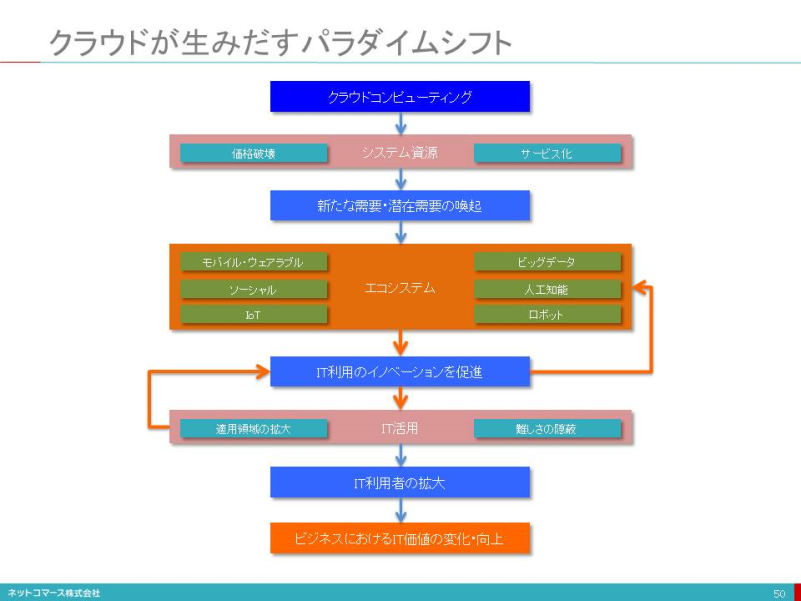 クラウドが生みだすパラダイムシフト
クラウドコンピューティング
価格破壊 システム資源 サービス化
新たな需要・潜在需要の喚起
モバイル・ウェアラブル ビッグデータ
ソーシャル エコシステム 人工知能
IoT ロボット
IT利用のイノベーションを促進
適用領域の拡大 IT活用 難しさの隠蔽
IT利用者の拡大
ビジネスにおけるIT価値の変化・向上
ネットコマース株式会社 50